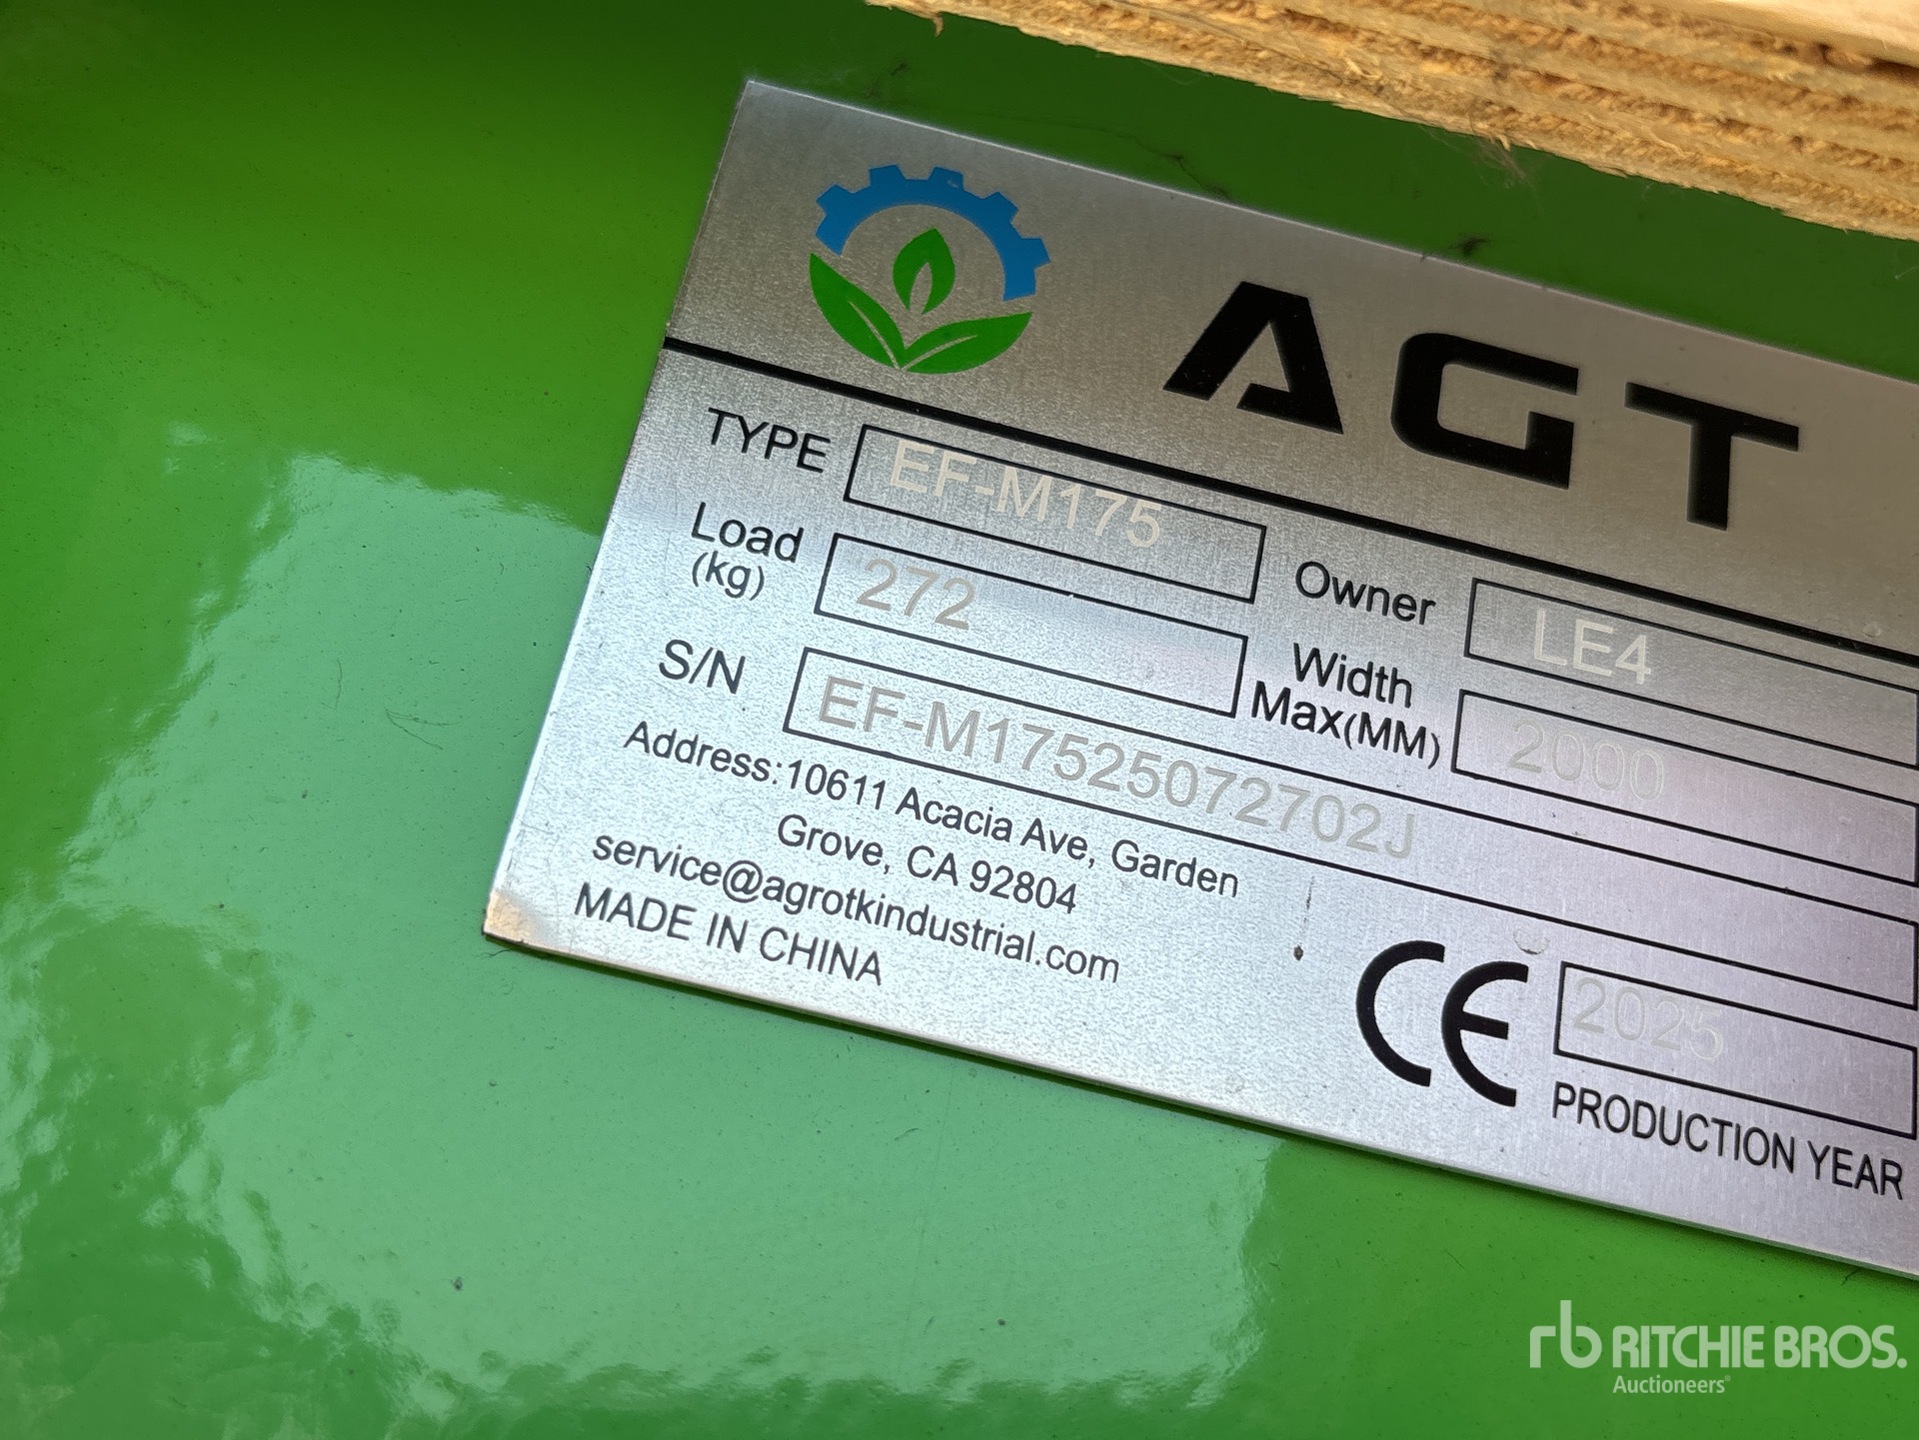 AGT
TYPE EF-M175 Owner LE4
Load (kg) 272 Width Max(MM) 2000
S/N EF-M17525072702J
Address:10611 Acacia Ave, Garden
Grove, CA 92804
service@agrotkindustrial.com
MADE IN CHINA
CE 2025
PRODUCTION YEAR
rb RITCHIE BROS.
Auctioneers